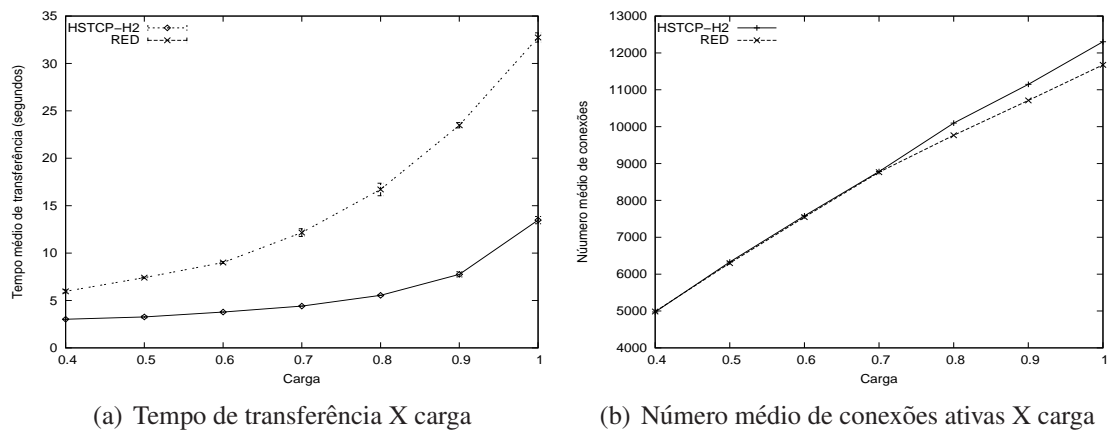 35
30
25
20
15
10
5
0
Tempo médio de transferência (segundos)
HSTCP−H2
RED
0.4 0.5 0.6 0.7 0.8 0.9 1
Carga
(a) Tempo de transferência X carga
13000
12000
11000
10000
9000
8000
7000
6000
5000
4000
Núumero médio de conexões
HSTCP−H2
RED
0.4 0.5 0.6 0.7 0.8 0.9 1
Carga
(b) Número médio de conexões ativas X carga